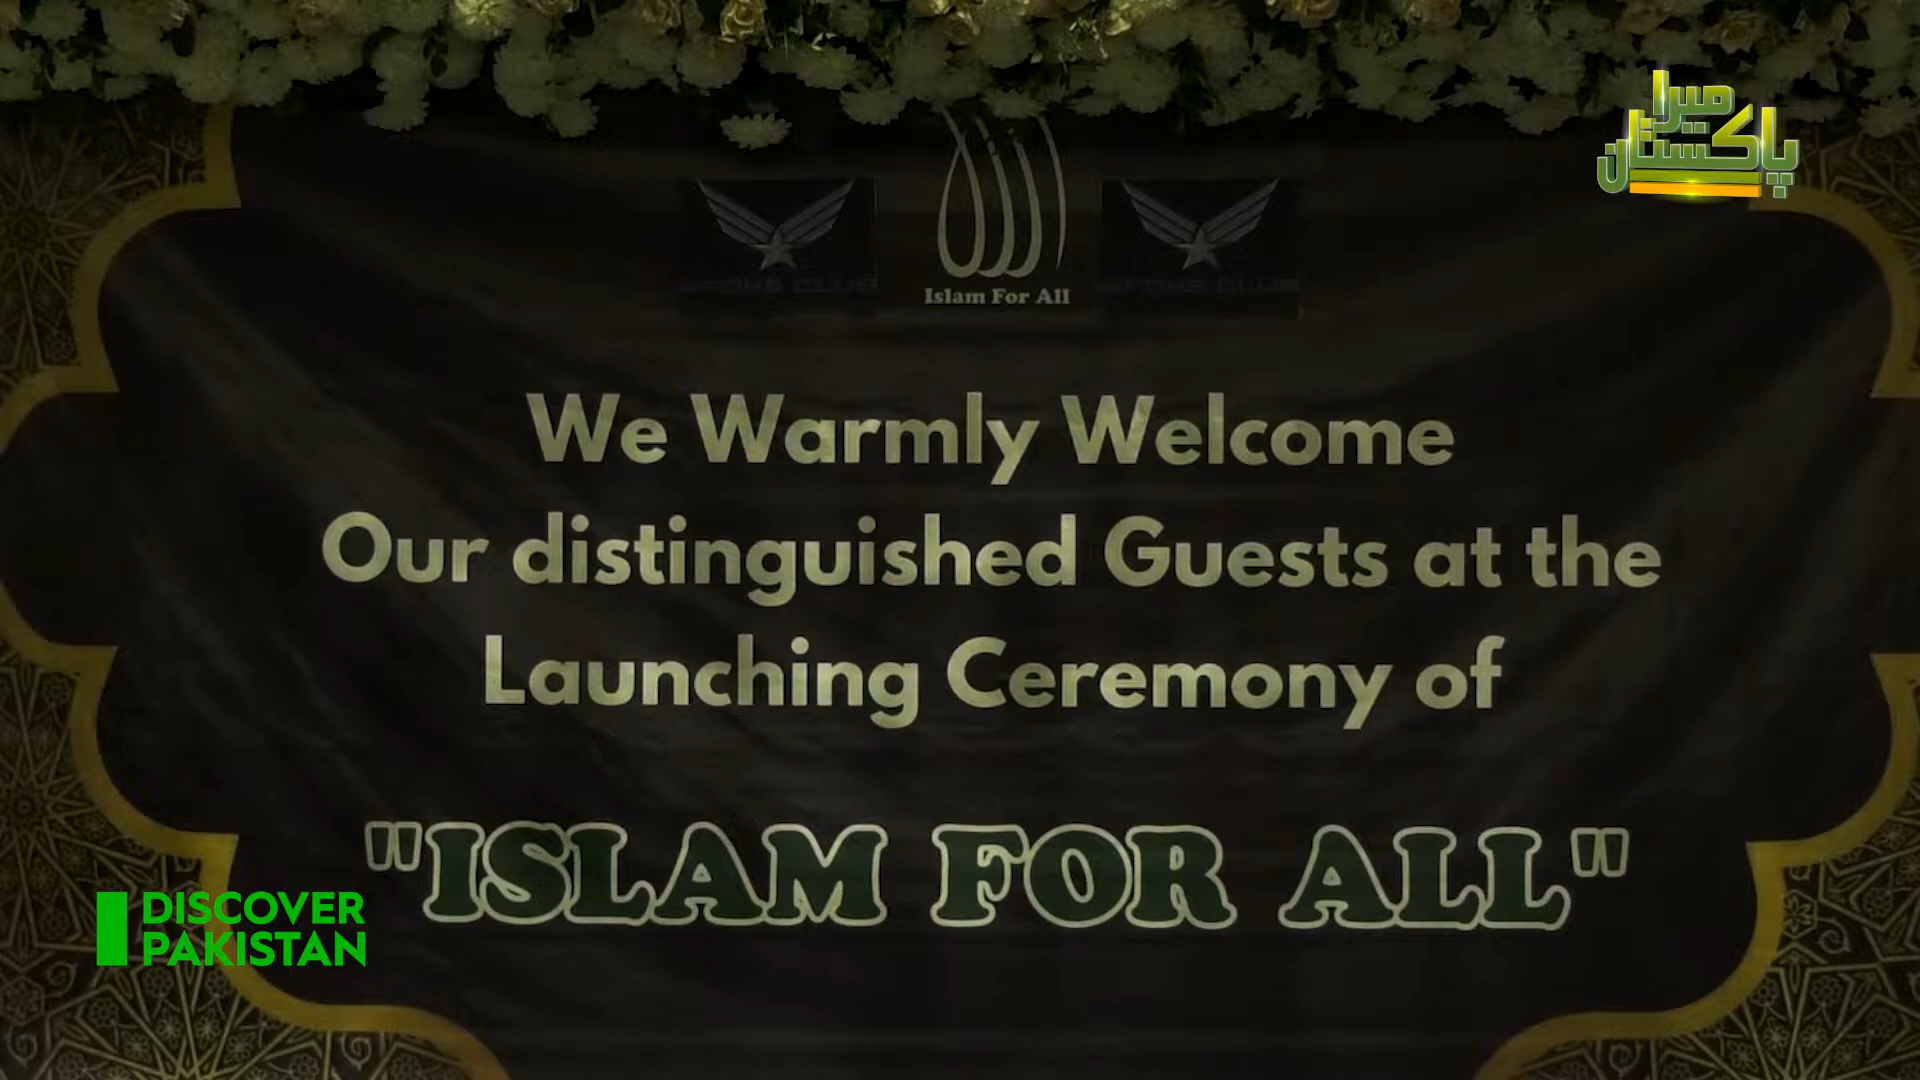 میرا
پاکستان
Islam For All
We Warmly Welcome
Our distinguished Guests at the
Launching Ceremony of
"ISLAM FOR ALL"
DISCOVER
PAKISTAN